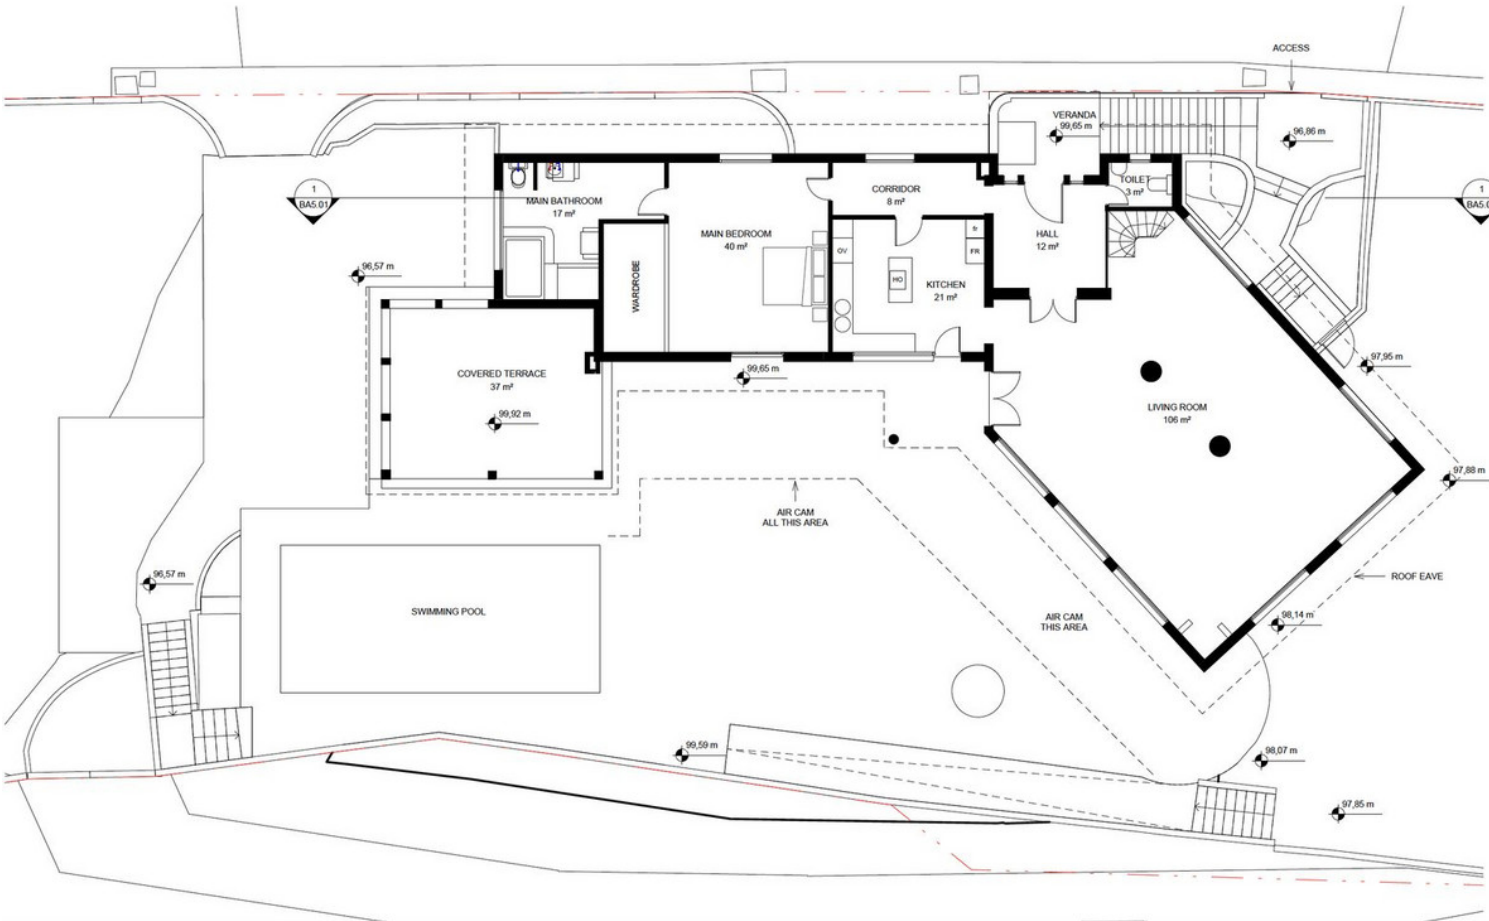 ACCESS
VERANDA
99,65 m
96,86 m
1
BA5.01
1
MAIN BATHROOM
17 m²
CORRIDOR
8 m²
TOILET
3 m²
MAIN BEDROOM
40 m²
HALL
12 m²
fr
FR
OV
HO
KITCHEN
21 m²
WARDROBE
96,57 m
COVERED TERRACE
37 m²
99,92 m
99,65 m
97,95 m
LIVING ROOM
106 m²
97,88 m
AIR CAM
ALL THIS AREA
96,57 m
ROOF EAVE
SWIMMING POOL
AIR CAM
THIS AREA
98,14 m
99,59 m
98,07 m
97,85 m